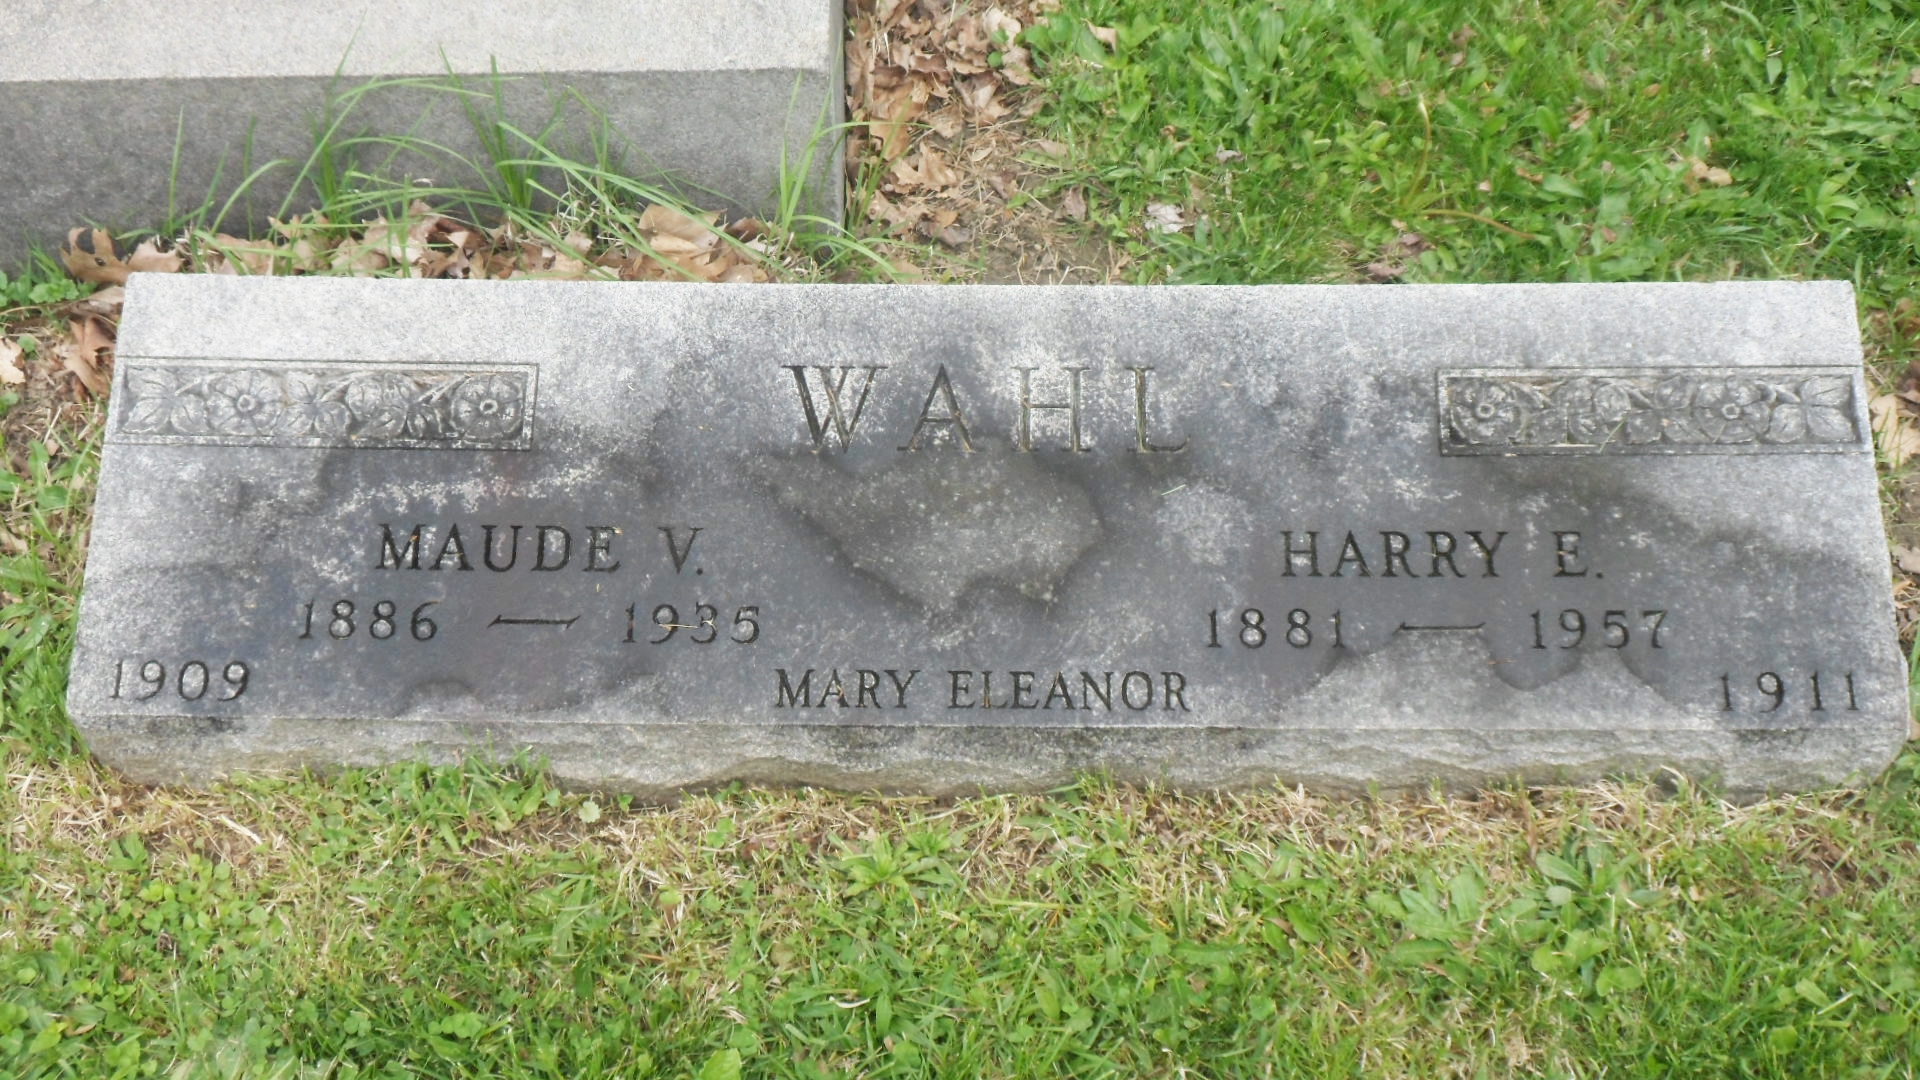 WAHL
MAUDE V. HARRY E.
1886 — 1935 1881 — 1957
1909 MARY ELEANOR 1911